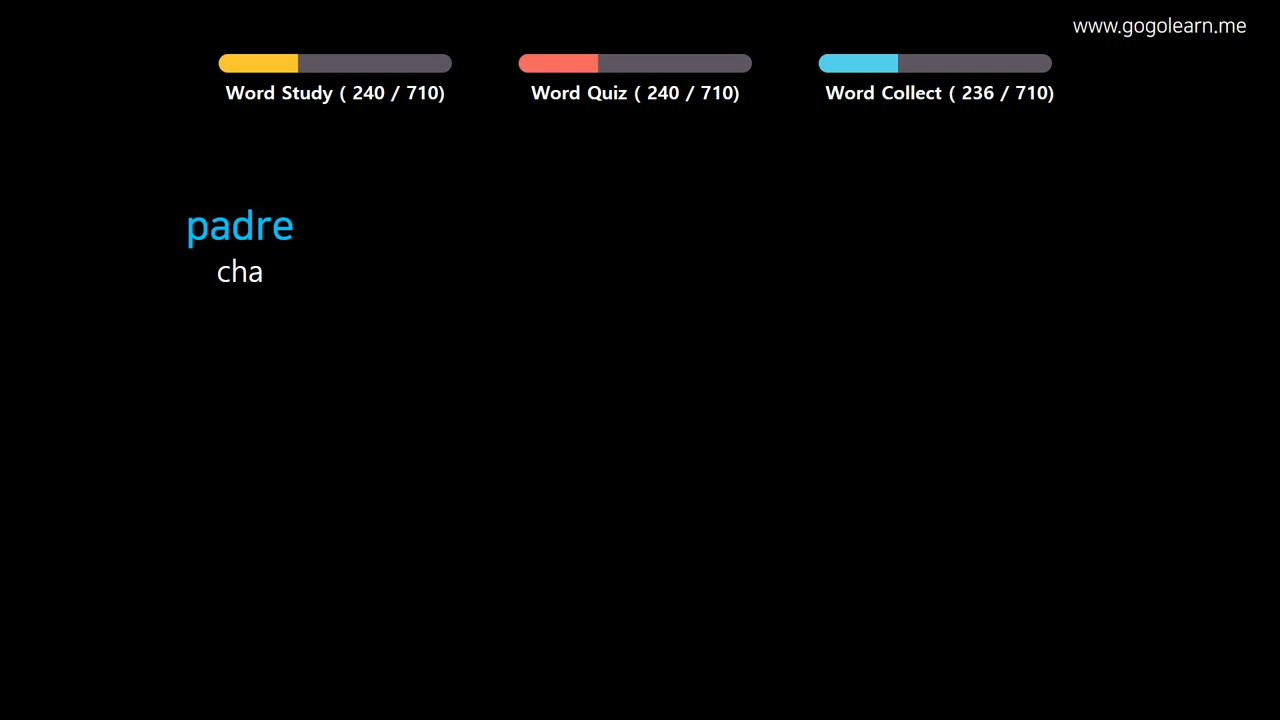 www.gogolearn.me
Word Study ( 240 / 710)
Word Quiz ( 240 / 710)
Word Collect ( 236 / 710)
padre
cha